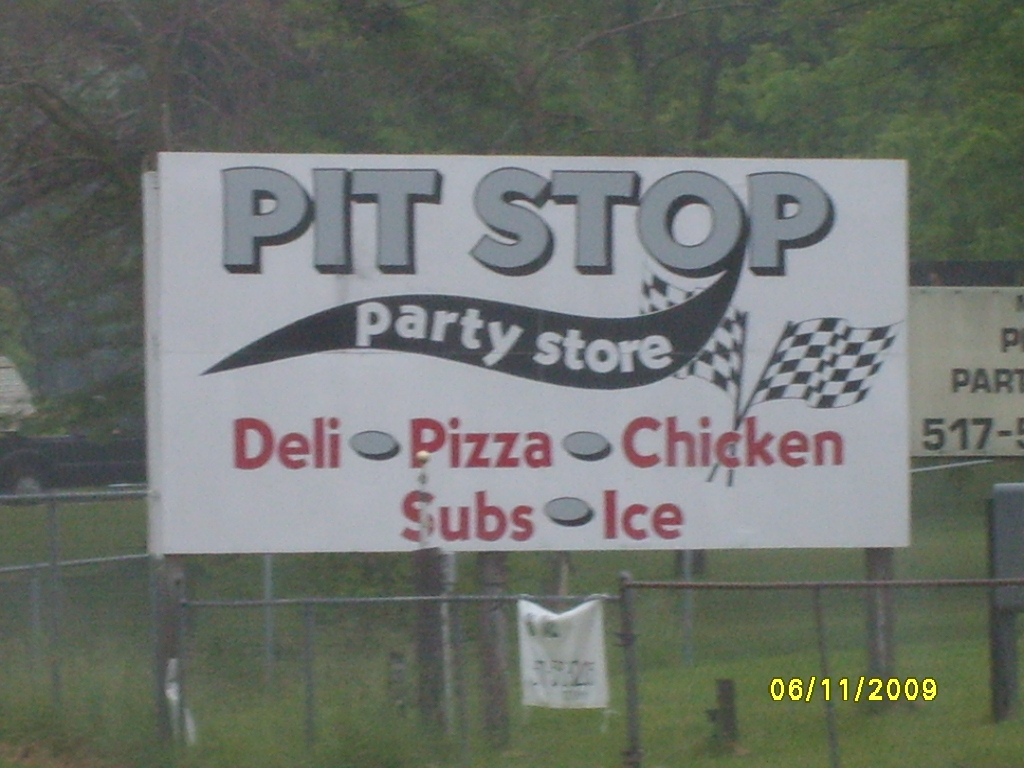 PIT STOP
party store
Deli Pizza Chicken
Subs Ice
PART
517-5
06/11/2009